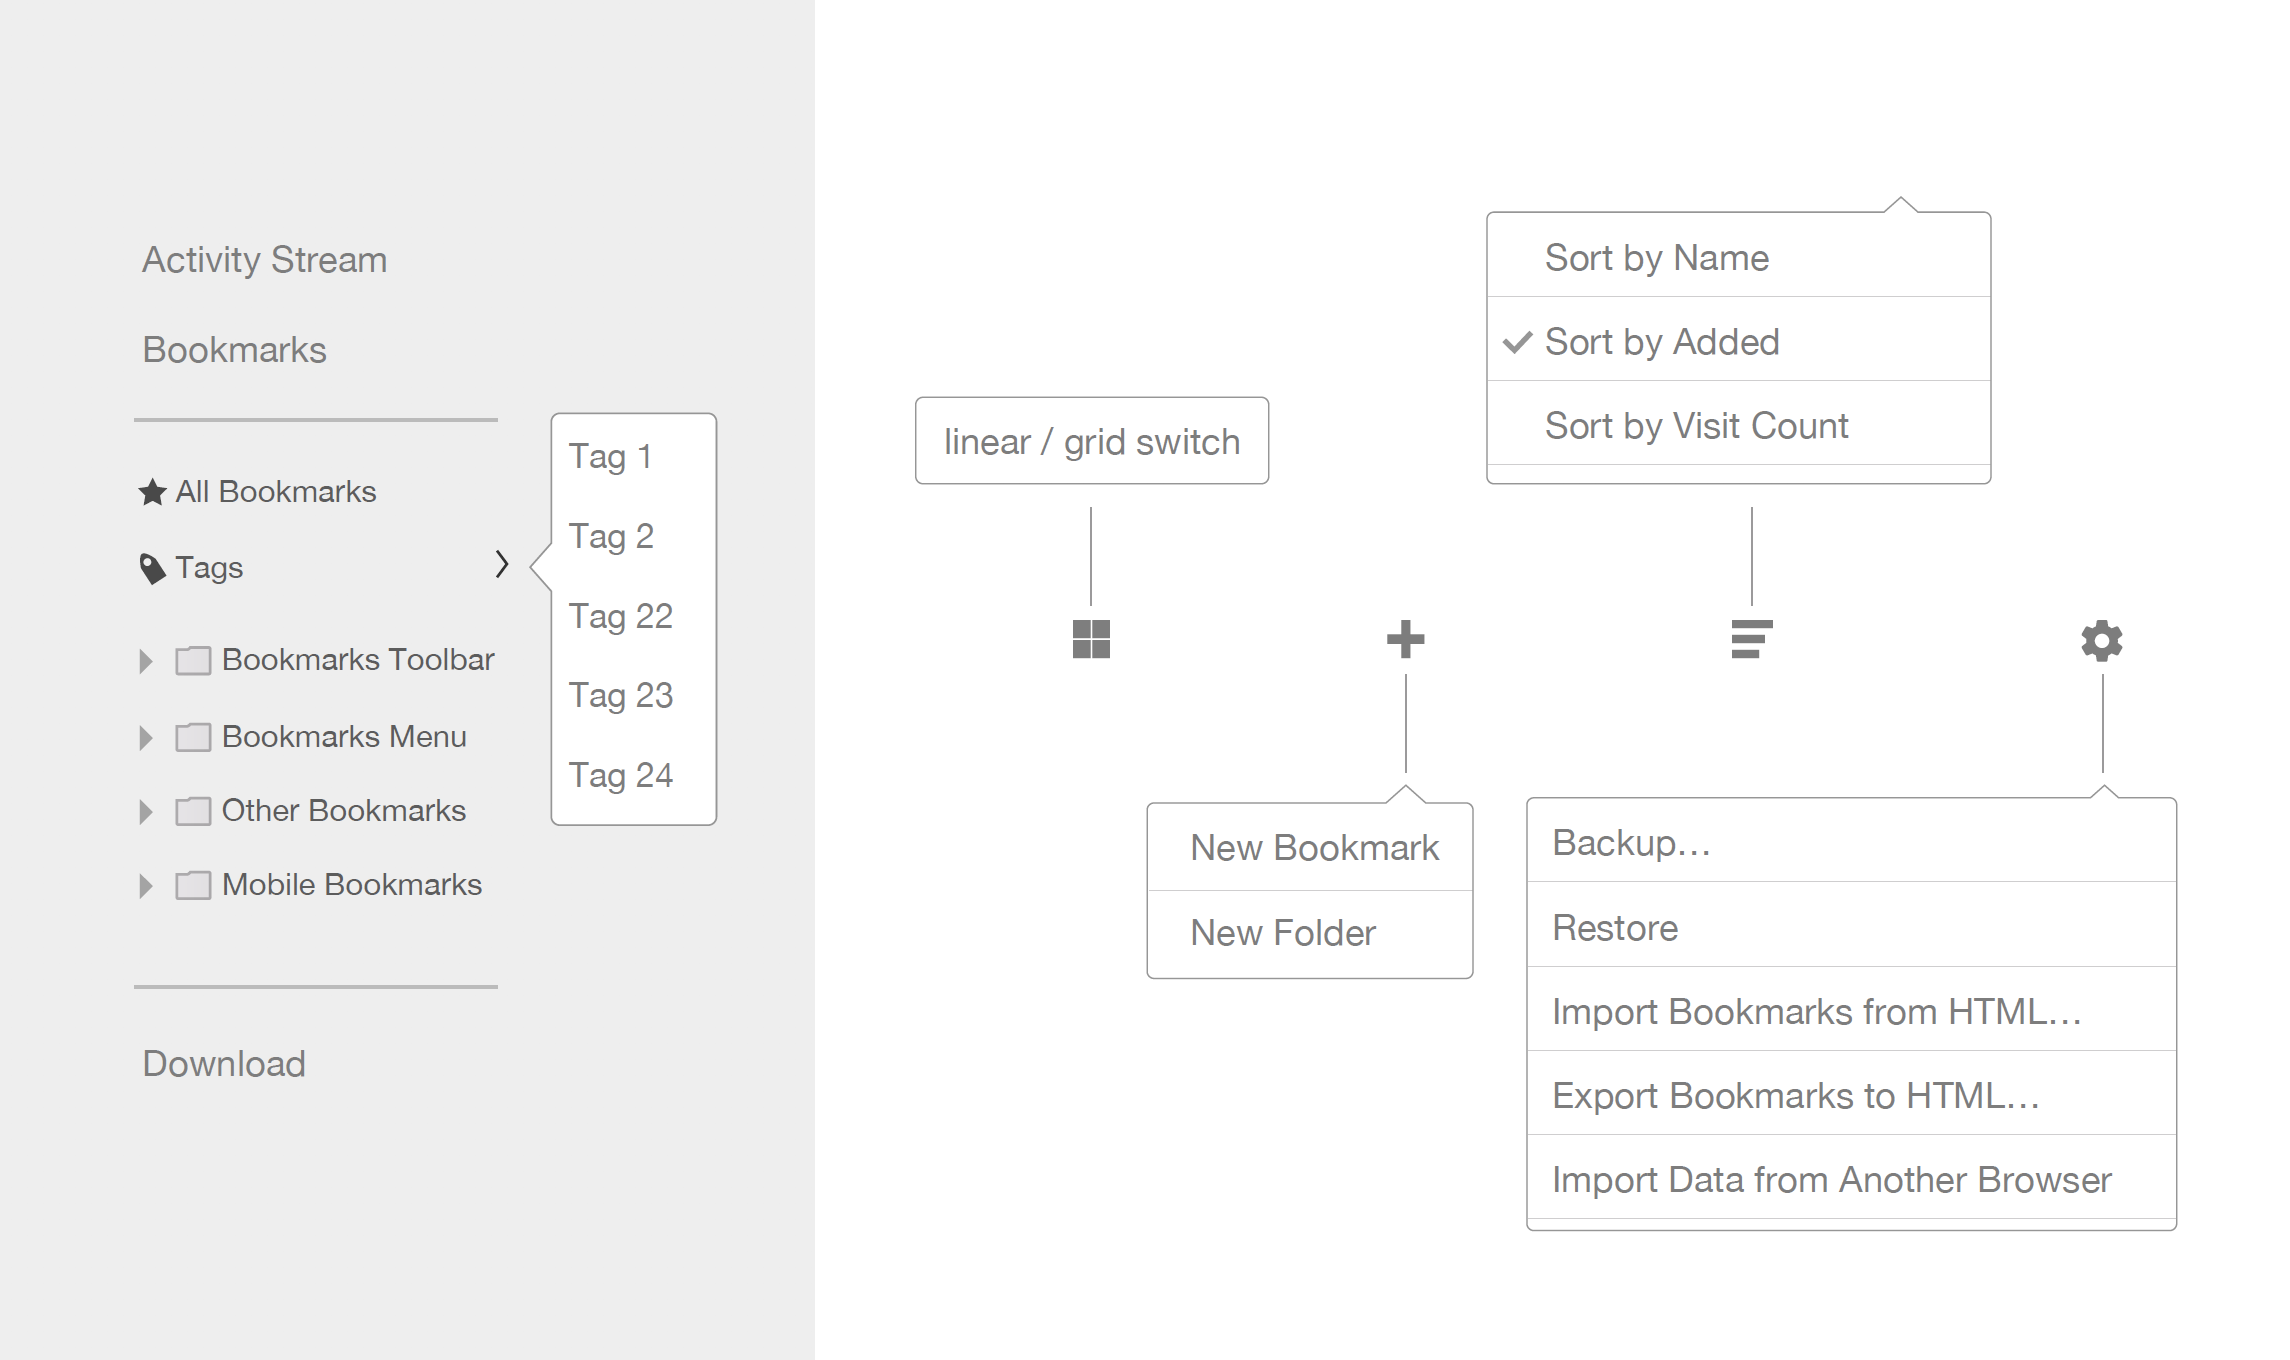 Activity Stream
Bookmarks
All Bookmarks
Tags
Bookmarks Toolbar
Bookmarks Menu
Other Bookmarks
Mobile Bookmarks
Download
Tag 1
Tag 2
Tag 22
Tag 23
Tag 24
linear / grid switch
Sort by Name
Sort by Added
Sort by Visit Count
New Bookmark
New Folder
Backup...
Restore
Import Bookmarks from HTML...
Export Bookmarks to HTML...
Import Data from Another Browser